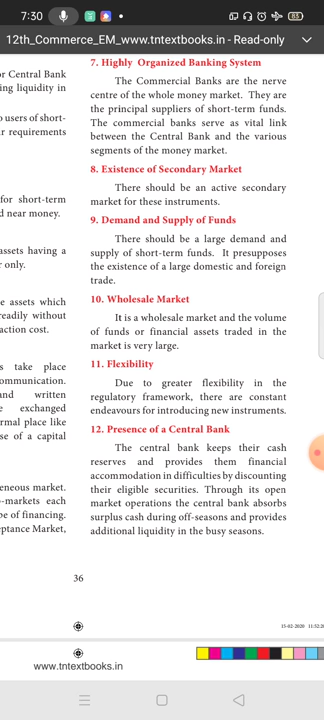 7:30
83
12th_Commerce_EM_www.tntextbooks.in - Read-only
or Central Bank
ing liquidity in
o users of short-
ir requirements
for short-term
d near money.
assets having a
r only.
e assets which
readily without
action cost.
s take place
ommunication.
and written
e exchanged
rmal place like
se of a capital
geneous market.
o-markets each
pe of financing.
eptance Market,
7. Highly Organized Banking System
The Commercial Banks are the nerve
centre of the whole money market. They are
the principal suppliers of short-term funds.
The commercial banks serve as vital link
between the Central Bank and the various
segments of the money market.
8. Existence of Secondary Market
There should be an active secondary
market for these instruments.
9. Demand and Supply of Funds
There should be a large demand and
supply of short-term funds. It presupposes
the existence of a large domestic and foreign
trade.
10. Wholesale Market
It is a wholesale market and the volume
of funds or financial assets traded in the
market is very large.
11. Flexibility
Due to greater flexibility in the
regulatory framework, there are constant
endeavours for introducing new instruments.
12. Presence of a Central Bank
The central bank keeps their cash
reserves and provides them financial
accommodation in difficulties by discounting
their eligible securities. Through its open
market operations the central bank absorbs
surplus cash during off-seasons and provides
additional liquidity in the busy seasons.
36
15-02-2020 11:52:2
www.tntextbooks.in